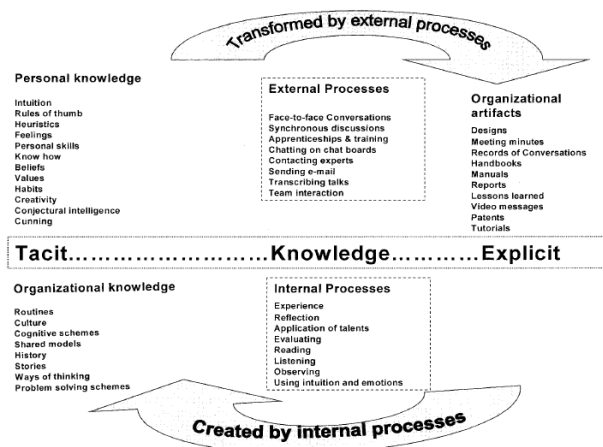 Transformed by external processes
Personal knowledge
Intuition
Rules of thumb
Heuristics
Feelings
Personal skills
Know how
Beliefs
Values
Habits
Creativity
Conjectural intelligence
Cunning
External Processes
Face-to-face Conversations
Synchronous discussions
Apprenticeships & training
Chatting on chat boards
Contacting experts
Sending e-mail
Transcribing talks
Team interaction
Organizational
artifacts
Designs
Meeting minutes
Records of Conversations
Handbooks
Manuals
Reports
Lessons learned
Video messages
Patents
Tutorials
Tacit……………………Knowledge………Explicit
Organizational knowledge
Routines
Culture
Cognitive schemes
Shared models
History
Stories
Ways of thinking
Problem solving schemes
Internal Processes
Experience
Reflection
Application of talents
Evaluating
Reading
Listening
Observing
Using intuition and emotions
Created by internal processes